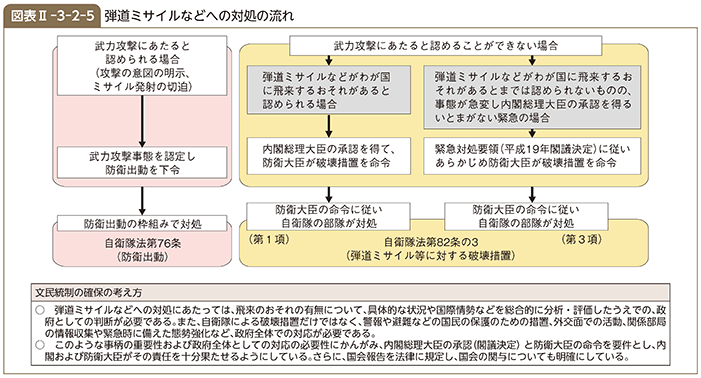 図表Ⅱ-3-2-5 弾道ミサイルなどへの対処の流れ
武力攻撃にあたると
認められる場合
（攻撃の意図の明示、
ミサイル発射の切迫）
武力攻撃事態を認定し
防衛出動を下令
防衛出動の枠組みで対処
自衛隊法第76条
（防衛出動）
武力攻撃にあたると認めることができない場合
弾道ミサイルなどがわが国
に飛来するおそれがあると
認められる場合
内閣総理大臣の承認を得て、
防衛大臣が破壊措置を命令
防衛大臣の命令に従い
自衛隊の部隊が対処
（第1項）
弾道ミサイルなどがわが国に飛来するお
それがあるとまでは認められないものの、
事態が急変し内閣総理大臣の承認を得る
いとまがない緊急の場合
緊急対処要領（平成19年閣議決定）に従い
あらかじめ防衛大臣が破壊措置を命令
防衛大臣の命令に従い
自衛隊の部隊が対処
（第3項）
自衛隊法第82条の3
（弾道ミサイル等に対する破壊措置）
文民統制の確保の考え方
○ 弾道ミサイルなどへの対処にあたっては、飛来のおそれの有無について、具体的な状況や国際情勢などを総合的に分析・評価したうえでの、政
府としての判断が必要である。また、自衛隊による破壊措置だけではなく、警報や避難などの国民の保護のための措置、外交面での活動、関係部局
の情報収集や緊急時に備えた態勢強化など、政府全体での対応が必要である。
○ このような事柄の重要性および政府全体としての対応の必要性にかんがみ、内閣総理大臣の承認（閣議決定）と防衛大臣の命令を要件とし、内
閣および防衛大臣がその責任を十分果たせるようにしている。さらに、国会報告を法律に規定し、国会の関与についても明確にしている。